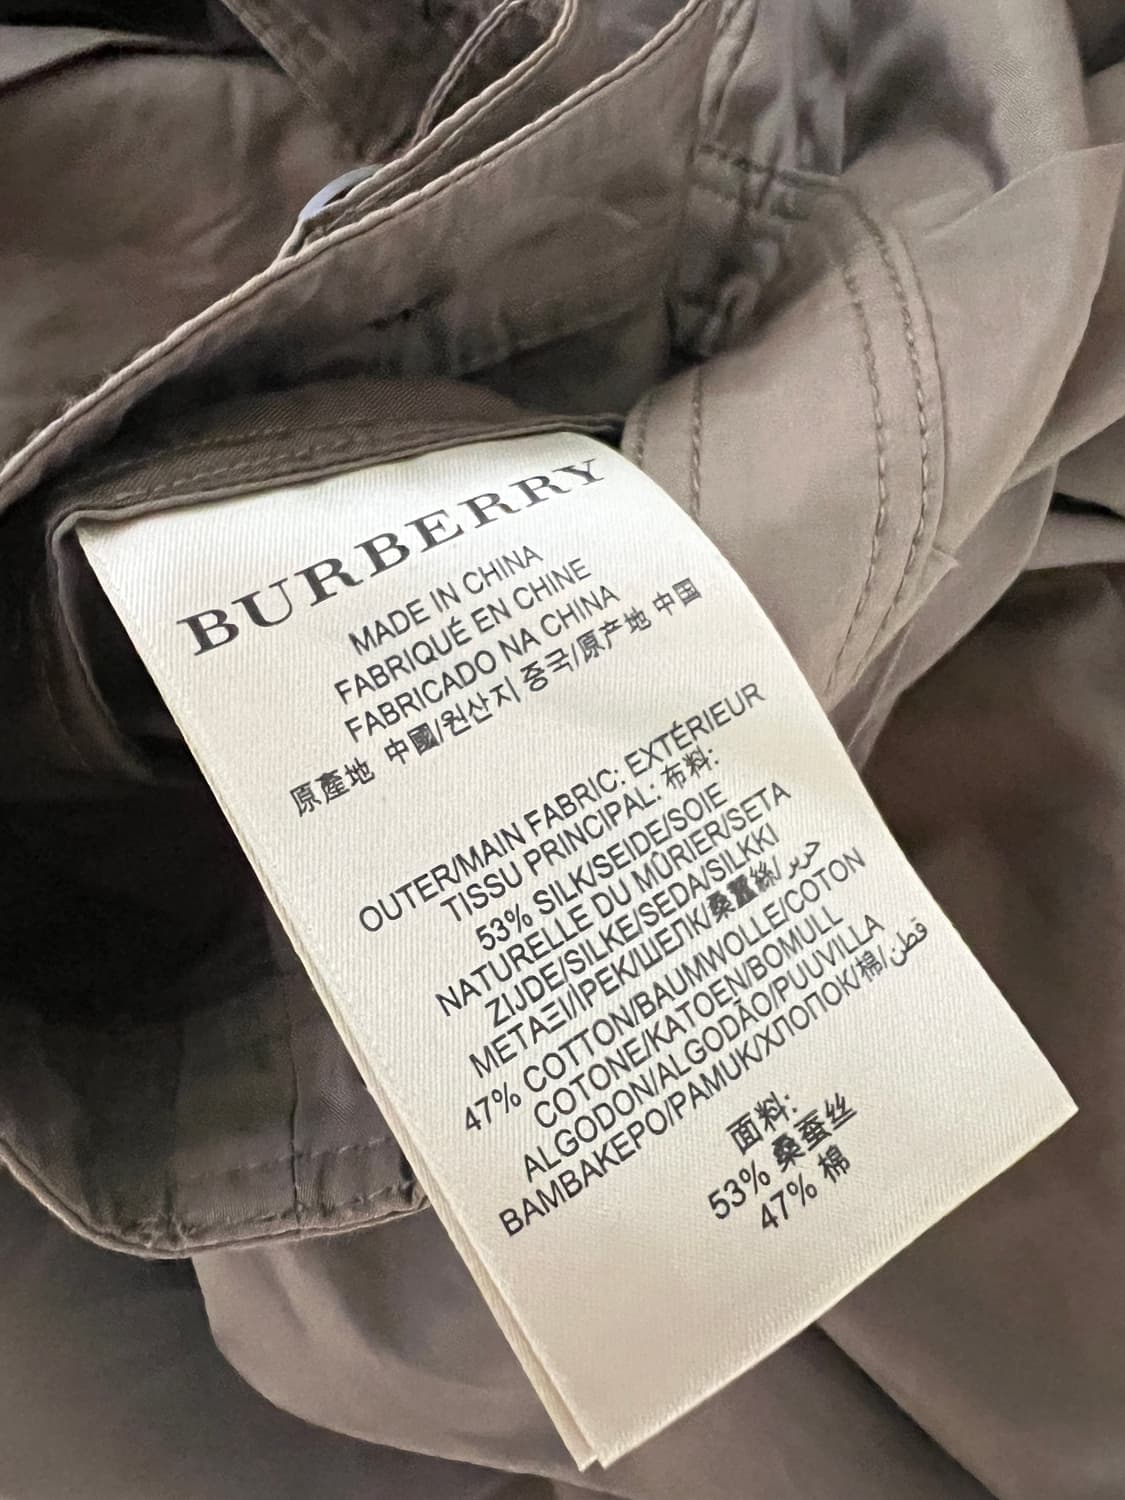 BURBERRY
MADE IN CHINA
FABRIQUÉ EN CHINE
FABRICADO NA CHINA
原產地 中國/원산지 중국/原产地 中国
OUTER/MAIN FABRIC: EXTÉRIEUR
TISSU PRINCIPAL: 布料:
53% SILK/SEIDE/SOIE
NATURELLE DU MÛRIER/SETA
ZIJDE/SILKE/SEDA/SILKKI
ΜΕΤΑΞΙ/IPEK/ШЕЛК/桑蠶絲/حرير
47% COTTON/BAUMWOLLE/COTON
COTONE/KATOEN/BOMULL
ALGODON/ALGODÃO/PUUVILLA
BAMBAKEPO/PAMUK/ХЛОПОК/棉/قطن
面料:
53% 桑蚕丝
47% 棉